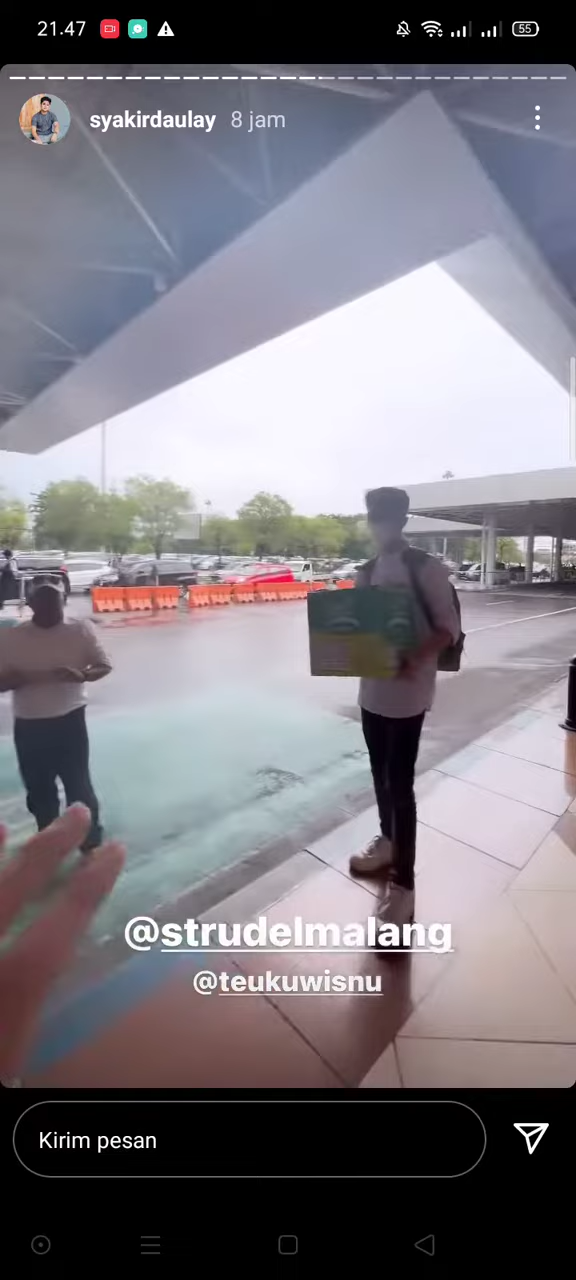 21.47
55
syakirdaulay 8 jam
@strudelmalang
@teukuwisnu
Kirim pesan